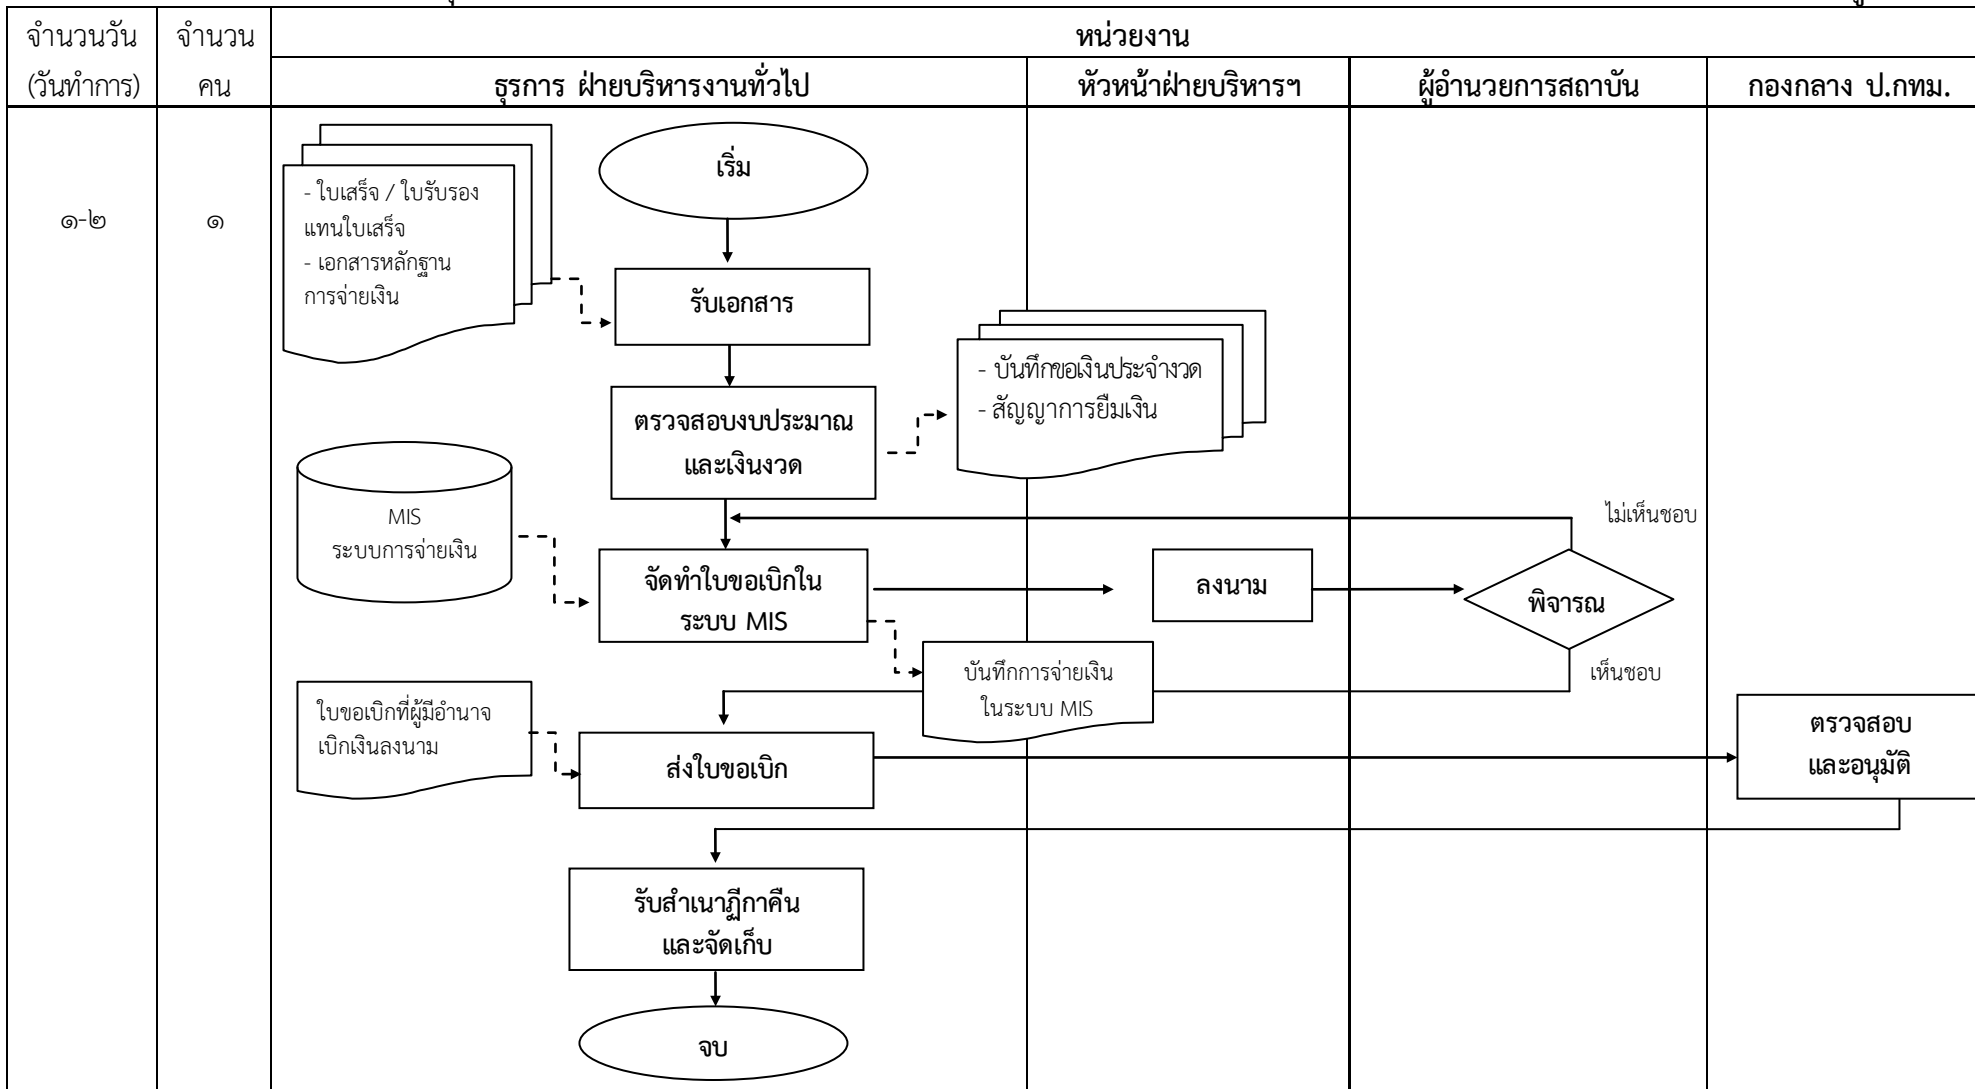 จำนวนวัน
(วันทำการ)
จำนวน
คน
หน่วยงาน
ธุรการ ฝ่ายบริหารงานทั่วไป
หัวหน้าฝ่ายบริหารฯ
ผู้อำนวยการสถาบัน
กองกลาง ป.กทม.
๑-๒
๑
- ใบเสร็จ / ใบรับรอง
แทนใบเสร็จ
- เอกสารหลักฐาน
การจ่ายเงิน
เริ่ม
รับเอกสาร
- บันทึกขอเงินประจำงวด
- สัญญาการยืมเงิน
ตรวจสอบงบประมาณ
และเงินงวด
MIS
ระบบการจ่ายเงิน
ไม่เห็นชอบ
จัดทำใบขอเบิกใน
ระบบ MIS
ลงนาม
พิจารณ
เห็นชอบ
บันทึกการจ่ายเงิน
ในระบบ MIS
ใบขอเบิกที่ผู้มีอำนาจ
เบิกเงินลงนาม
ส่งใบขอเบิก
ตรวจสอบ
และอนุมัติ
รับสำเนาฎีกาคืน
และจัดเก็บ
จบ